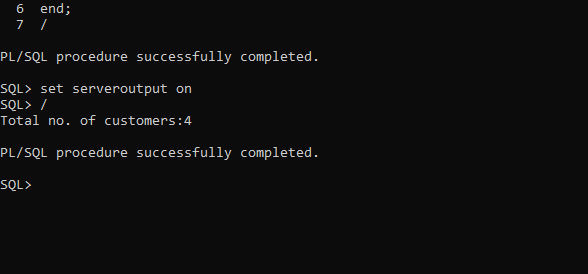 6  end;
7  /
PL/SQL procedure successfully completed.
SQL> set serveroutput on
SQL> /
Total no. of customers:4
PL/SQL procedure successfully completed.
SQL>